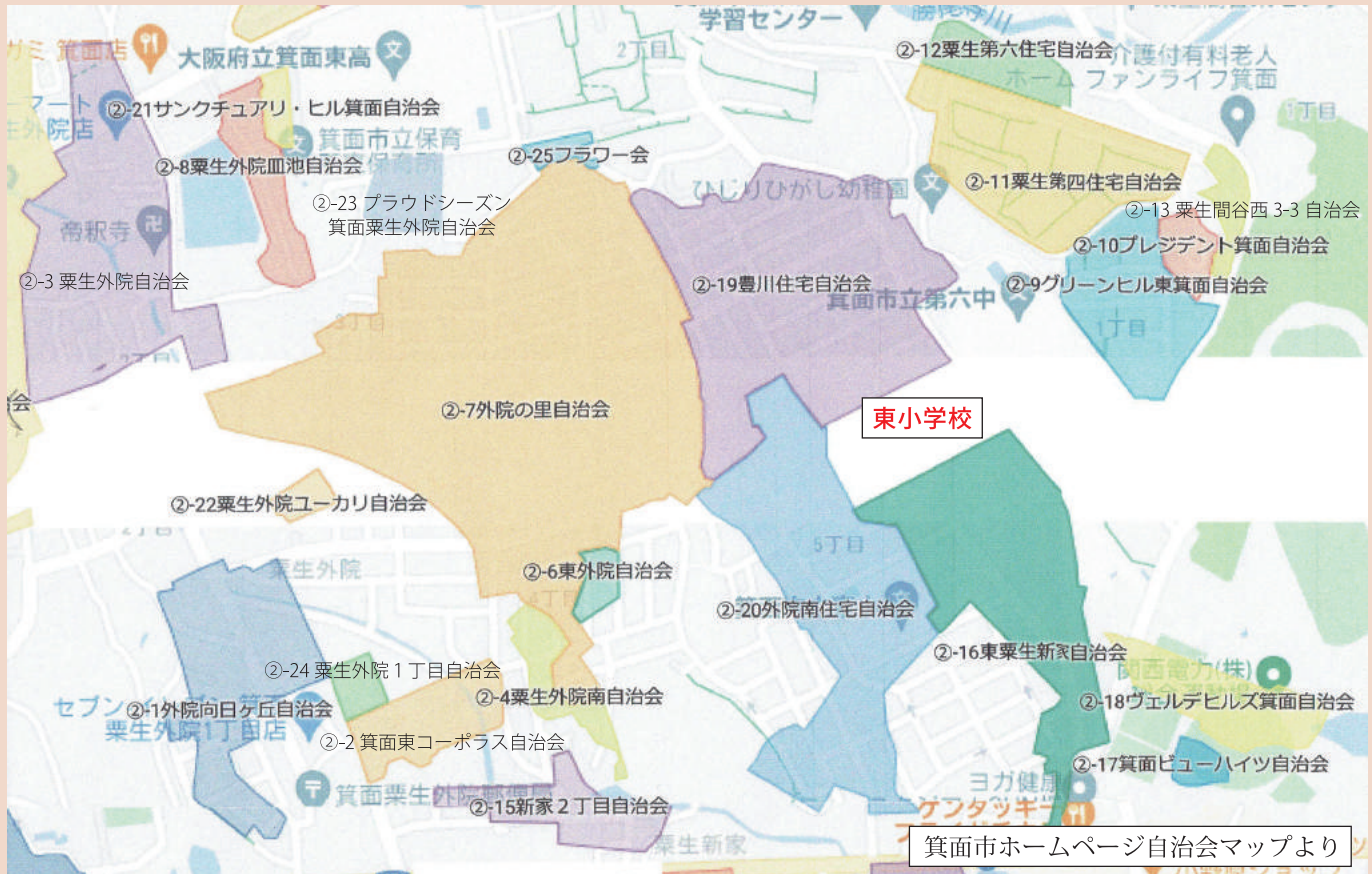 学習センター
勝尾寺川
ガミ 箕面店
大阪府立箕面東高
2丁目
②-12粟生第六住宅自治会
介護付有料老人
ホーム ファンライフ箕面
1丁目
②-21サンクチュアリ・ヒル箕面自治会
箕面市立保育
保育所
②-25フラワー会
②-8粟生外院皿池自治会
ひじりひがし幼稚園
②-11粟生第四住宅自治会
②-23 プラウドシーズン
箕面粟生外院自治会
②-13 粟生間谷西 3-3 自治会
帝釈寺
②-10プレジデント箕面自治会
②-3 粟生外院自治会
②-19豊川住宅自治会
②-9グリーンヒル東箕面自治会
箕面市立第六中
3丁目
1丁目
②-7外院の里自治会
東小学校
②-22粟生外院ユーカリ自治会
2丁目
5丁目
粟生外院
②-6東外院自治会
4丁目
②-20外院南住宅自治会
②-16東粟生新家自治会
②-24 粟生外院 1 丁目自治会
関西電力(株)
②-4粟生外院南自治会
②-18ヴェルデヒルズ箕面自治会
②-1外院向日ケ丘自治会
粟生外院1丁目店
②-2 箕面東コーポラス自治会
②-17箕面ビューハイツ自治会
ヨガ健康
箕面粟生外院郵便局
②-15新家 2 丁目自治会
ケンタッキー
粟生新家
箕面市ホームページ自治会マップより